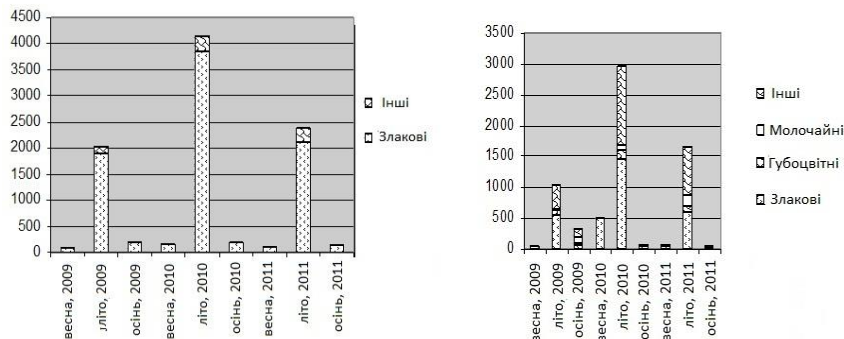 4500
4000
3500
3000
2500
2000
1500
1000
500
0
весна, 2009
літо, 2009
осінь, 2009
весна, 2010
літо, 2010
осінь, 2010
весна, 2011
літо, 2011
осінь, 2011
Інші
Злакові
3500
3000
2500
2000
1500
1000
500
0
весна, 2009
літо, 2009
осінь, 2009
весна, 2010
літо, 2010
осінь, 2010
весна, 2011
літо, 2011
осінь, 2011
Інші
Молочайні
Губоцвітні
Злакові